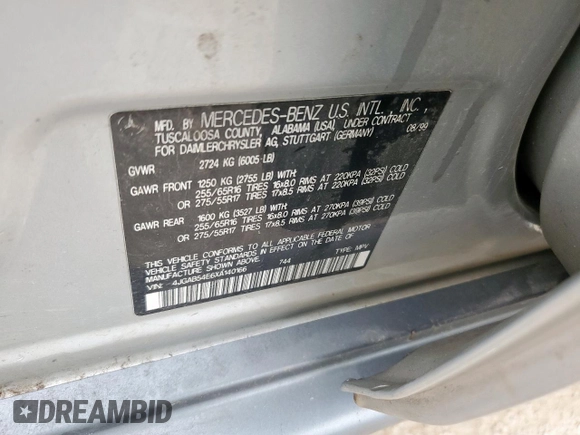 MFD. BY MERCEDES-BENZ U.S. INTL., INC.,
TUSCALOOSA COUNTY, ALABAMA (USA), UNDER CONTRACT
FOR DAIMLERCHRYSLER AG, STUTTGART (GERMANY) 08/99
GVWR 2724 KG (6005 LB)
GAWR FRONT 1250 KG (2755 LB) WITH:
255/65R16 TIRES 16x8.0 RIMS AT 220KPA (32PSI) COLD
OR 275/55R17 TIRES 17x8.5 RIMS AT 220KPA (32PSI) COLD
GAWR REAR 1600 KG (3527 LB) WITH:
255/65R16 TIRES 16x8.0 RIMS AT 270KPA (39PSI) COLD
OR 275/55R17 TIRES 17x8.5 RIMS AT 270KPA (39PSI) COLD
THIS VEHICLE CONFORMS TO ALL APPLICABLE FEDERAL MOTOR
VEHICLE SAFETY STANDARDS IN EFFECT ON THE DATE OF
MANUFACTURE SHOWN ABOVE. 744 TYPE: MPV
VIN: 4JGAB54E6XA140166
DREAMBID